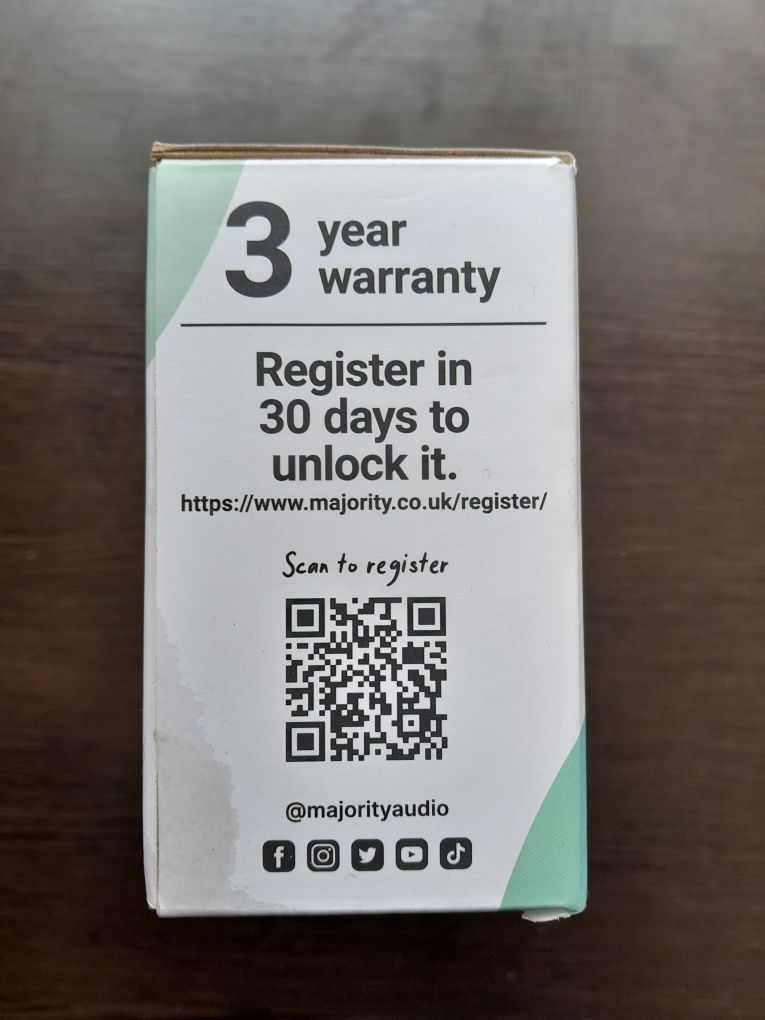 3 year
warranty
Register in
30 days to
unlock it.
https://www.majority.co.uk/register/
Scan to register
@majorityaudio